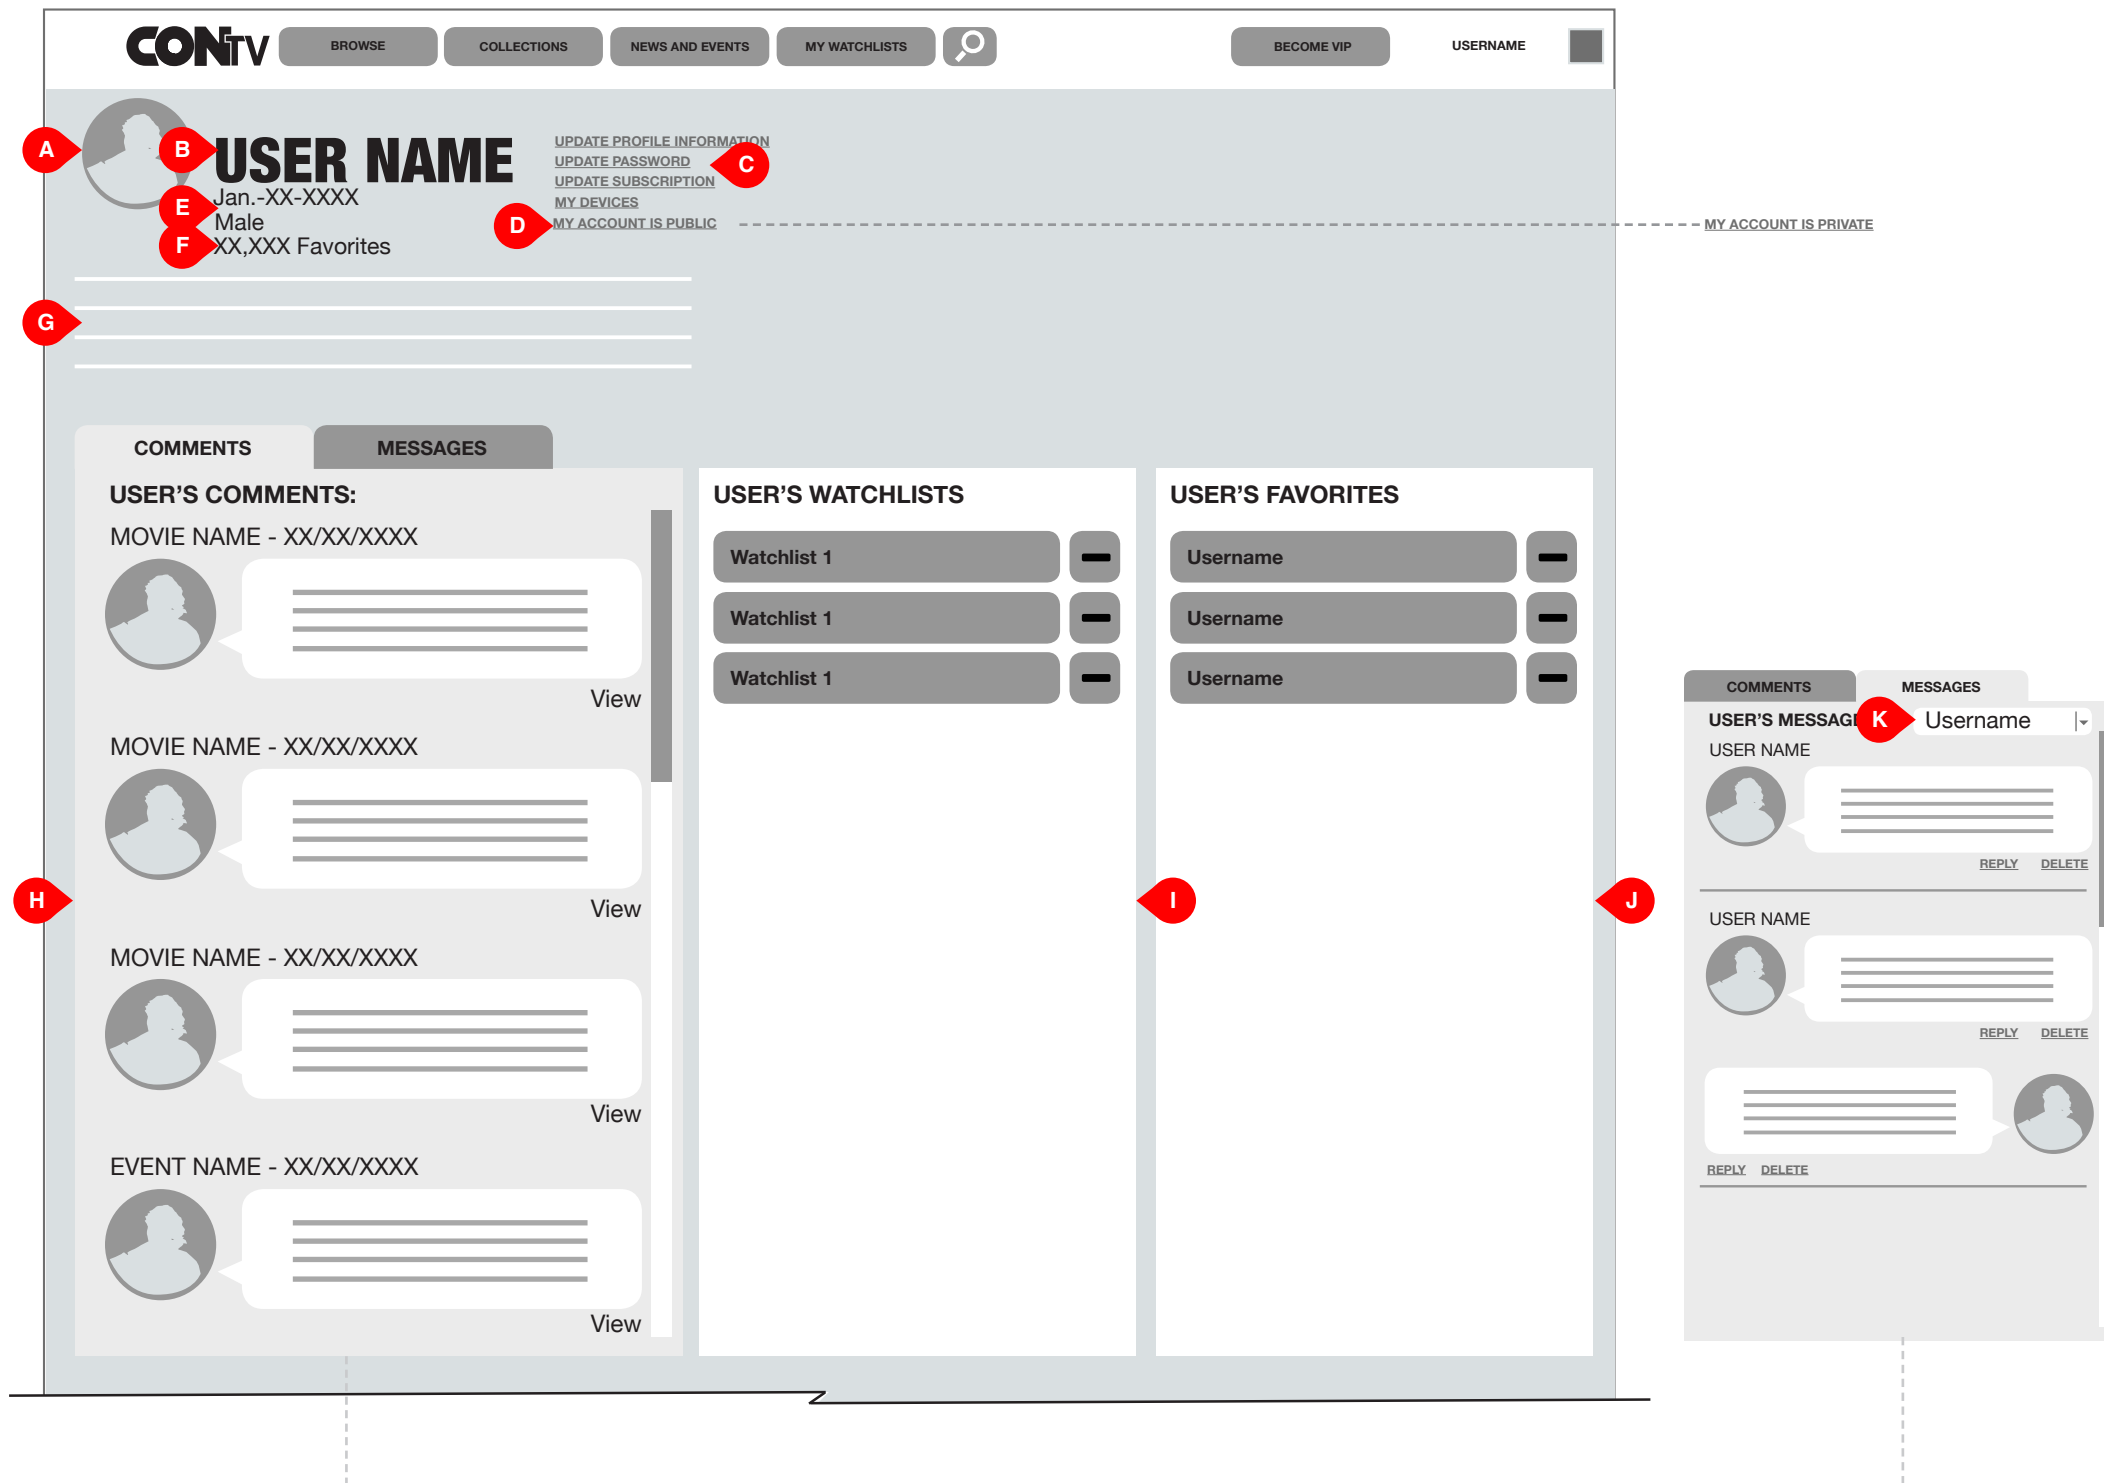 CONTV
BROWSE
COLLECTIONS
NEWS AND EVENTS
MY WATCHLISTS
BECOME VIP
USERNAME
A
B
USER NAME
E
Jan.-XX-XXXX
Male
F
XX,XXX Favorites
UPDATE PROFILE INFORMATION
UPDATE PASSWORD
C
UPDATE SUBSCRIPTION
MY DEVICES
D
MY ACCOUNT IS PUBLIC
MY ACCOUNT IS PRIVATE
G
COMMENTS
MESSAGES
USER'S COMMENTS:
MOVIE NAME - XX/XX/XXXX
View
MOVIE NAME - XX/XX/XXXX
View
H
MOVIE NAME - XX/XX/XXXX
View
EVENT NAME - XX/XX/XXXX
View
USER'S WATCHLISTS
Watchlist 1
Watchlist 1
Watchlist 1
I
USER'S FAVORITES
Username
Username
Username
J
COMMENTS
MESSAGES
USER'S MESSAG
K
Username
USER NAME
REPLY DELETE
USER NAME
REPLY DELETE
REPLY DELETE